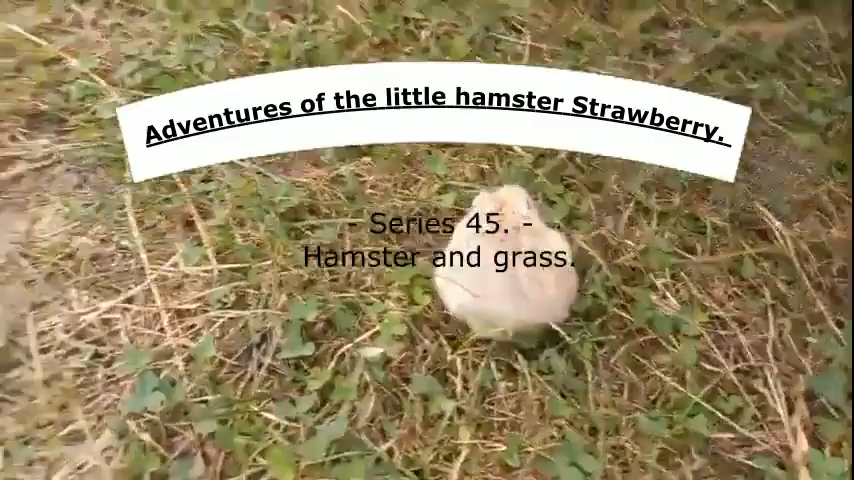 Adventures of the little hamster Strawberry.
- Series 45. -
Hamster and grass.